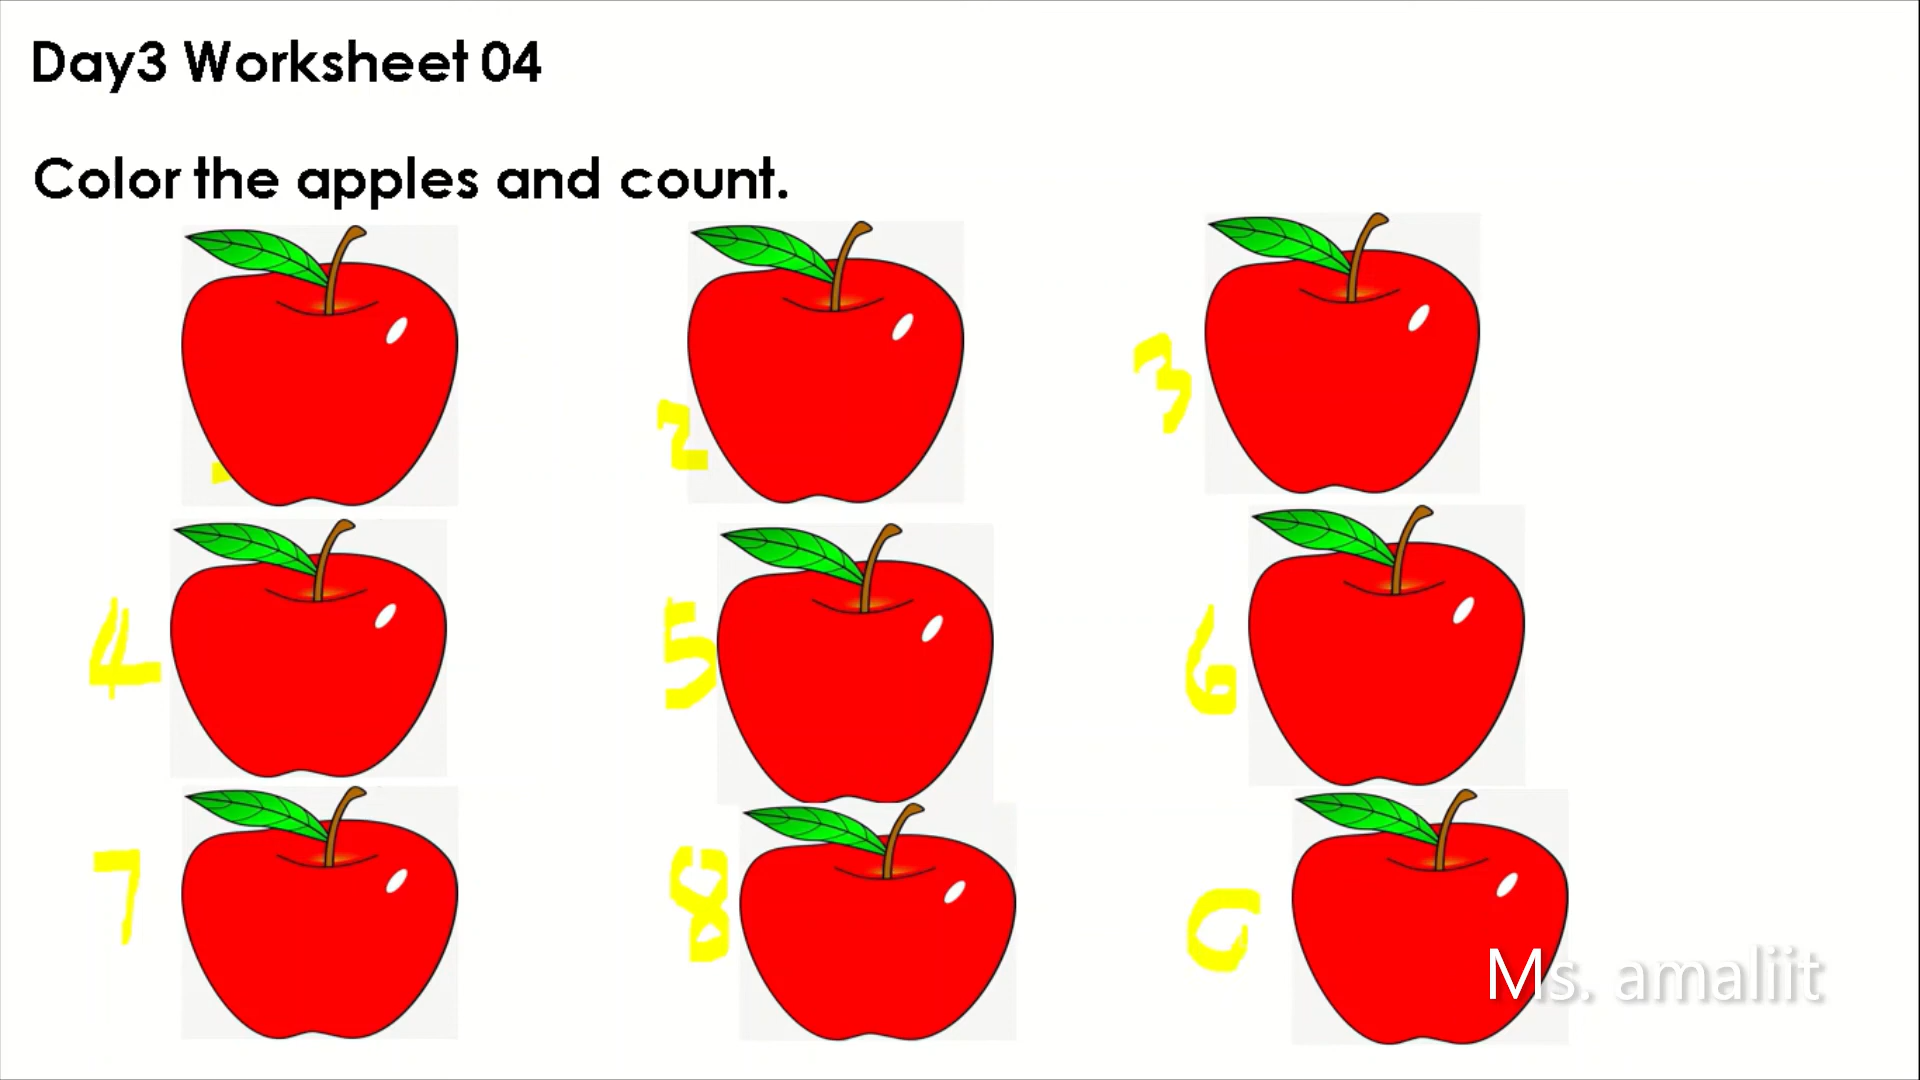 Day3 Worksheet 04
Color the apples and count.
2 3
4 5 6
7 8
Ms. amaliit